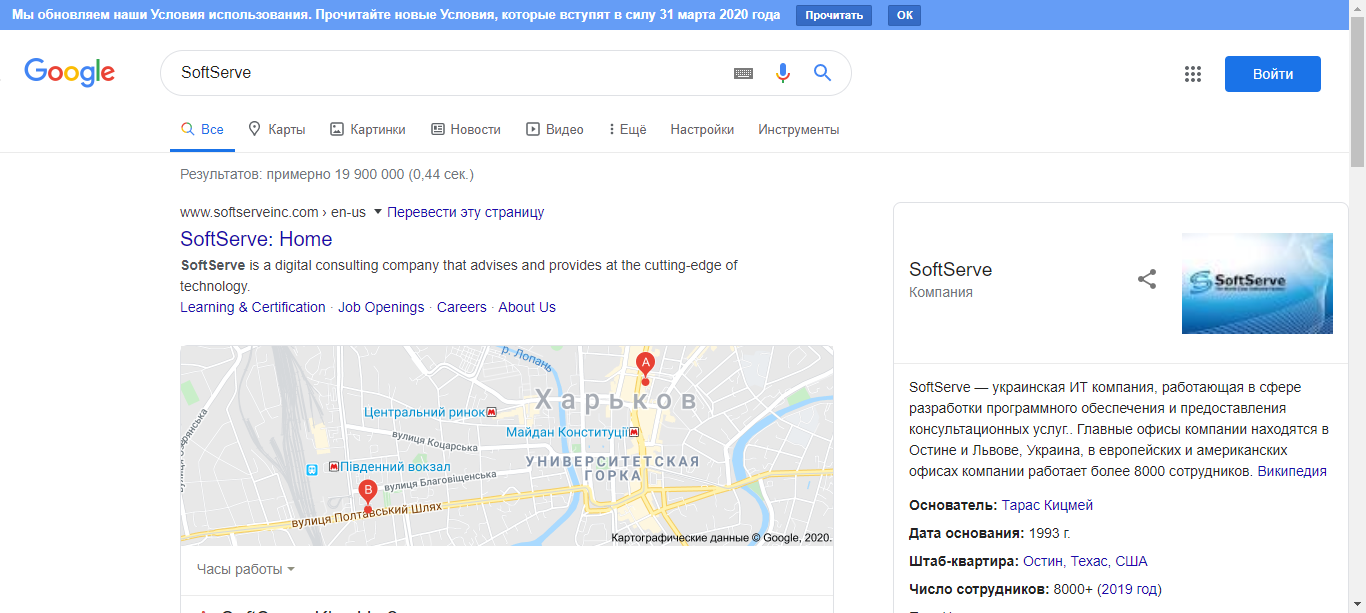 Мы обновляем наши Условия использования. Прочитайте новые Условия, которые вступят в силу 31 марта 2020 года Прочитать ОК
Google
SoftServe
Войти
Все Карты Картинки Новости Видео Ещё Настройки Инструменты
Результатов: примерно 19 900 000 (0,44 сек.)
www.softserveinc.com › en-us Перевести эту страницу
SoftServe: Home
SoftServe is a digital consulting company that advises and provides at the cutting-edge of
technology.
Learning & Certification · Job Openings · Careers · About Us
р. Лопань
A
Харьков
Центральний ринок
вулиця Коцарська
Майдан Конституції
УНИВЕРСИТЕТСКАЯ
ГОРКА
Південний вокзал
вулиця Благовіщенська
B
вулиця Полтавський Шлях
Картографические данные © Google, 2020.
Часы работы
SoftServe
Компания
SoftServe
SoftServe — украинская ИТ компания, работающая в сфере
разработки программного обеспечения и предоставления
консультационных услуг.. Главные офисы компании находятся в
Остине и Львове, Украина, в европейских и американских
офисах компании работает более 8000 сотрудников. Википедия
Основатель: Тарас Кицмей
Дата основания: 1993 г.
Штаб-квартира: Остин, Техас, США
Число сотрудников: 8000+ (2019 год)